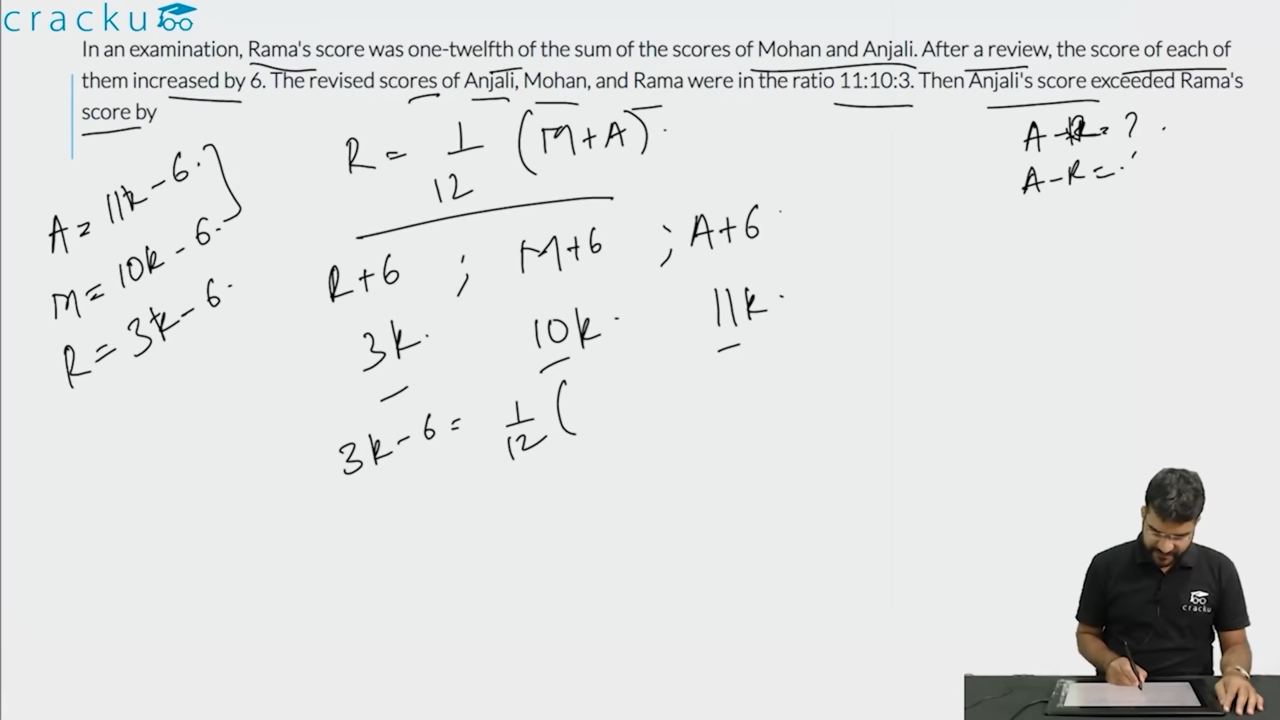 cracku
In an examination, Rama's score was one-twelfth of the sum of the scores of Mohan and Anjali. After a review, the score of each of
them increased by 6. The revised scores of Anjali, Mohan, and Rama were in the ratio 11:10:3. Then Anjali's score exceeded Rama's
score by
R = 1/12 (M+A)
A - R = ?
A - R = ?
A = 11k - 6
M = 10k - 6
R = 3k - 6
R+6 ; M+6 ; A+6
3k 10k 11k
3k - 6 = 1/12 (
cracku